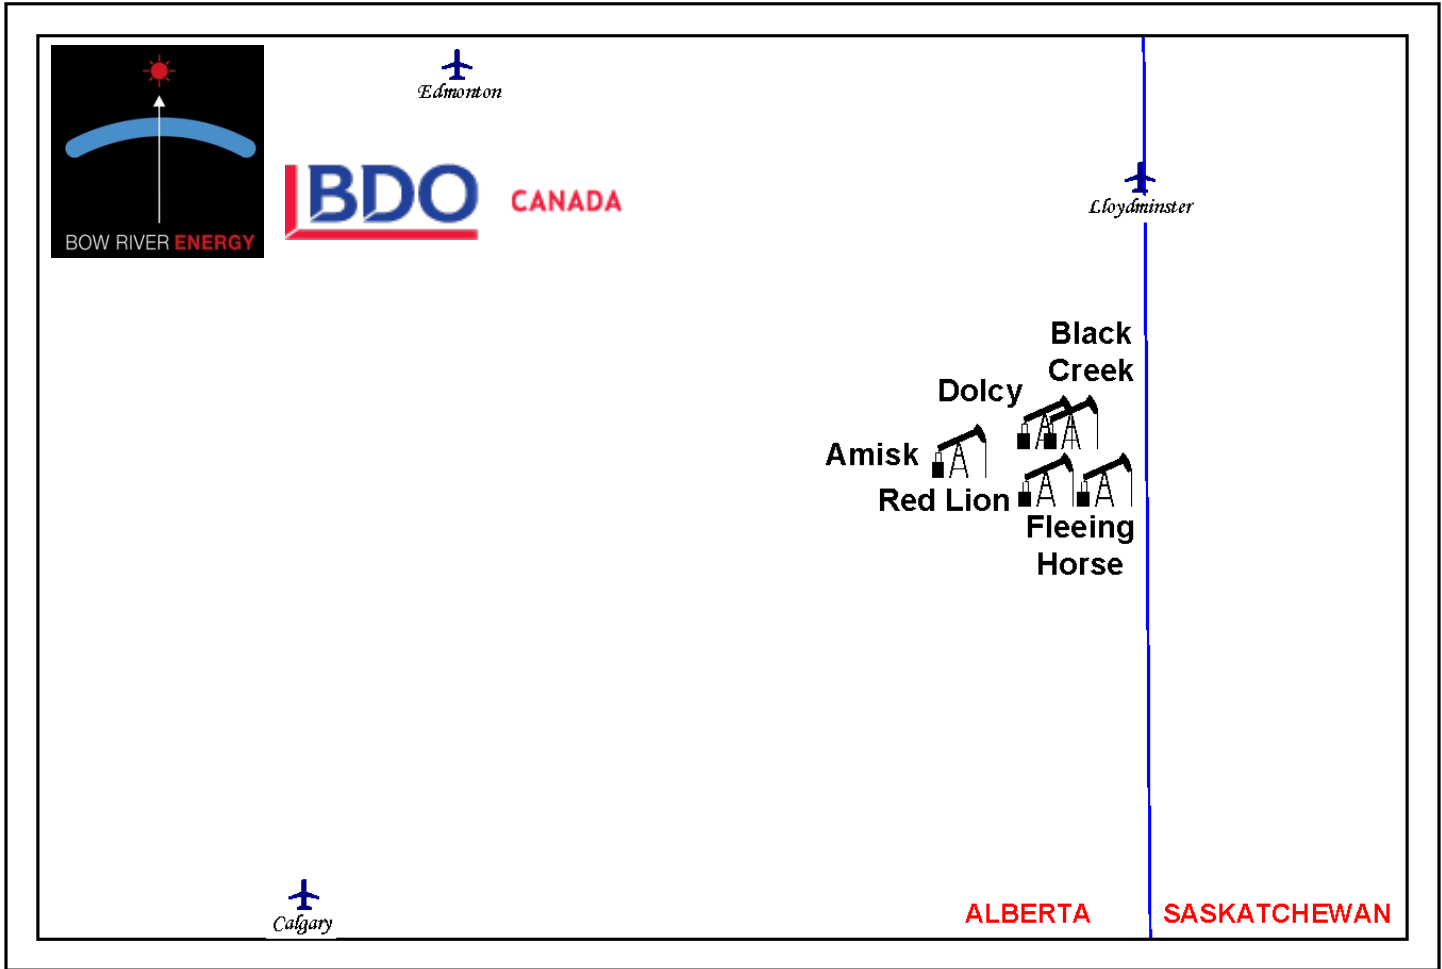 Edmonton
BOW RIVER ENERGY
BDO CANADA
Lloydminster
Black
Creek
Dolcy
Amisk
Red Lion
Fleeing
Horse
Calgary
ALBERTA
SASKATCHEWAN